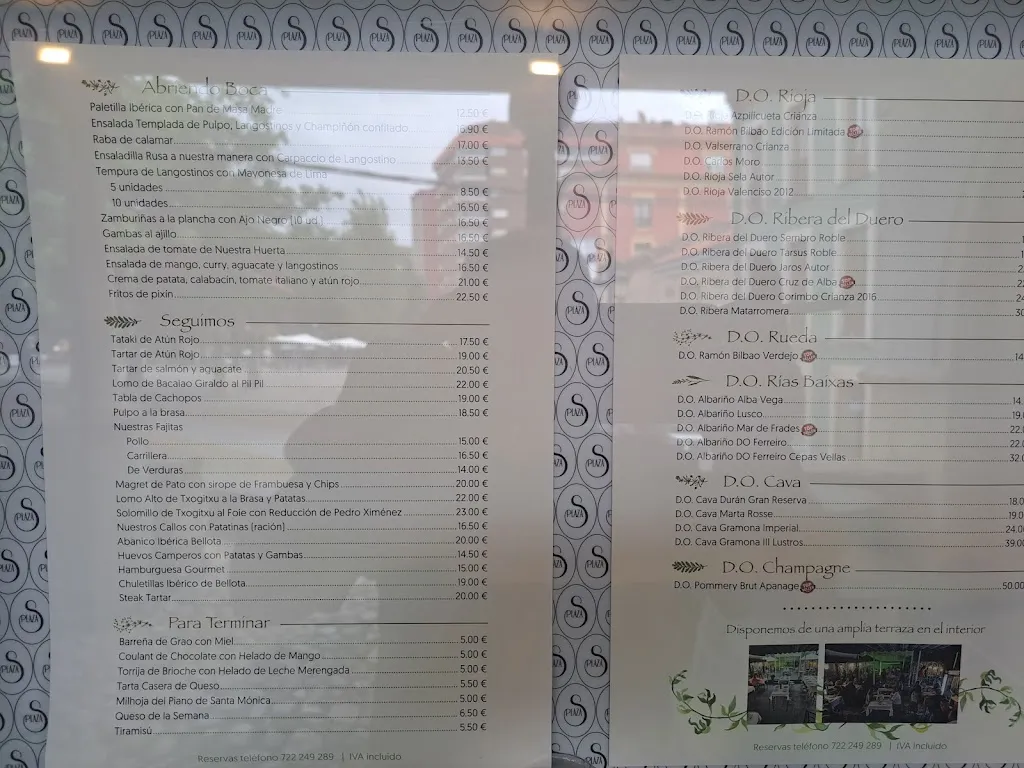 Abriendo Boca
Paletilla Ibérica con Pan de Masa Madre 12.50 €
Ensalada Templada de Pulpo, Langostinos y Champiñón confitado 16.90 €
Raba de calamar 17.00 €
Ensaladilla Rusa a nuestra manera con Carpaccio de Langostino 13.50 €
Tempura de Langostinos con Mayonesa de Lima
5 unidades 8.50 €
10 unidades 16.50 €
Zamburiñas a la plancha con Ajo Negro (10 ud.) 16.50 €
Gambas al ajillo 16.50 €
Ensalada de tomate de Nuestra Huerta 14.50 €
Ensalada de mango, curry, aguacate y langostinos 16.50 €
Crema de patata, calabacín, tomate italiano y atún rojo 21.00 €
Fritos de pixín 22.50 €
Seguimos
Tataki de Atún Rojo 17.50 €
Tartar de Atún Rojo 19.00 €
Tartar de salmón y aguacate 20.50 €
Lomo de Bacalao Giraldo al Pil Pil 22.00 €
Tabla de Cachopos 19.00 €
Pulpo a la brasa 18.50 €
Nuestras Fajitas
Pollo 15.00 €
Carrillera 16.50 €
De Verduras 14.00 €
Magret de Pato con sirope de Frambuesa y Chips 20.00 €
Lomo Alto de Txogitxu a la Brasa y Patatas 22.00 €
Solomillo de Txogitxu al Foie con Reducción de Pedro Ximénez 23.00 €
Nuestros Callos con Patatinas (ración) 16.50 €
Abanico Ibérica Bellota 20.00 €
Huevos Camperos con Patatas y Gambas 14.50 €
Hamburguesa Gourmet 15.00 €
Chuletillas Ibérico de Bellota 19.00 €
Steak Tartar 20.00 €
Para Terminar
Barreña de Grao con Miel 5.00 €
Coulant de Chocolate con Helado de Mango 5.00 €
Torrija de Brioche con Helado de Leche Merengada 5.00 €
Tarta Casera de Queso 5.50 €
Milhoja del Piano de Santa Mónica 5.00 €
Queso de la Semana 6.50 €
Tiramisú 5.50 €
Reservas teléfono 722 249 289 | IVA incluido
D.O. Rioja
Azpilicueta Crianza
D.O. Ramón Bilbao Edición Limitada
D.O. Valserrano Crianza
D.O. Carlos Moro
D.O. Rioja Sela Autor
D.O. Rioja Valenciso 2012
D.O. Ribera del Duero
D.O. Ribera del Duero Sembro Roble
D.O. Ribera del Duero Tarsus Roble
D.O. Ribera del Duero Jaros Autor
D.O. Ribera del Duero Cruz de Alba
D.O. Ribera del Duero Corimbo Crianza 2016
D.O. Ribera Matarromera 30
D.O. Rueda
D.O. Ramón Bilbao Verdejo 14
D.O. Rías Baixas
D.O. Albariño Alba Vega 14
D.O. Albariño Lusco 19.
D.O. Albariño Mar de Frades 22.
D.O. Albariño DO Ferreiro 22.
D.O. Albariño DO Ferreiro Cepas Vellas 32.
D.O. Cava
D.O. Cava Durán Gran Reserva 18.0
D.O. Cava Marta Rosse 19.0
D.O. Cava Gramona Imperial 24.00
D.O. Cava Gramona III Lustros 39.00
D.O. Champagne
D.O. Pommery Brut Apanage 50.00
Disponemos de una amplia terraza en el interior
Reservas teléfono 722 249 289 | IVA Incluido